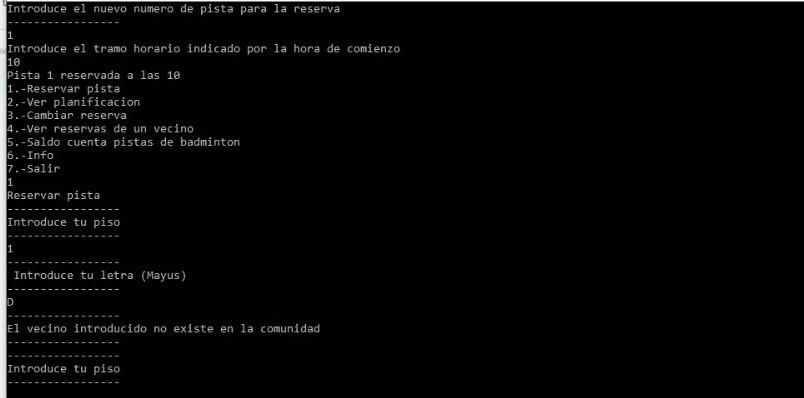 Introduce el nuevo numero de pista para la reserva
-----------------
1
Introduce el tramo horario indicado por la hora de comienzo
10
Pista 1 reservada a las 10
1.-Reservar pista
2.-Ver planificacion
3.-Cambiar reserva
4.-Ver reservas de un vecino
5.-Saldo cuenta pistas de badminton
6.-Info
7.-Salir
1
Reservar pista
-----------------
Introduce tu piso
-----------------
1
-----------------
Introduce tu letra (Mayus)
-----------------
D
-----------------
El vecino introducido no existe en la comunidad
-----------------
-----------------
Introduce tu piso
-----------------